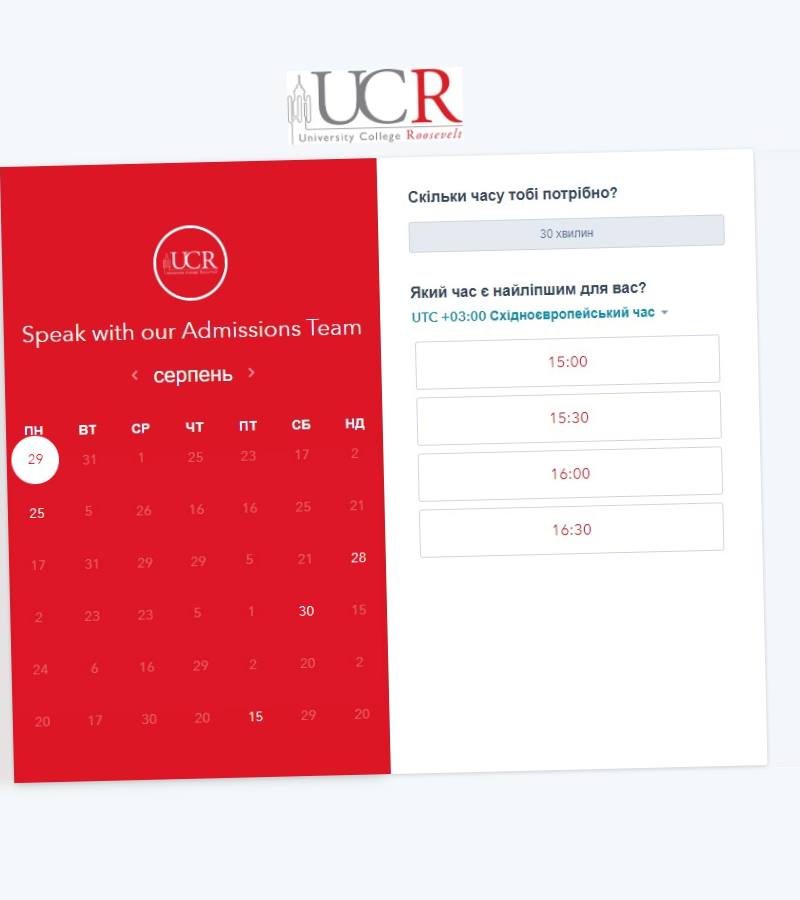 UCR
University College Roosevelt
UCR
University College Roosevelt
Speak with our Admissions Team
серпень
ПН ВТ СР ЧТ ПТ СБ НД
29 31 1 25 23 17 2
25 5 26 16 16 25 21
17 31 29 29 5 21 28
2 23 23 5 1 30 15
24 6 16 29 2 20 2
20 17 30 20 15 29 20
Скільки часу тобі потрібно?
30 хвилин
Який час є найліпшим для вас?
UTC +03:00 Східноєвропейський час
15:00
15:30
16:00
16:30